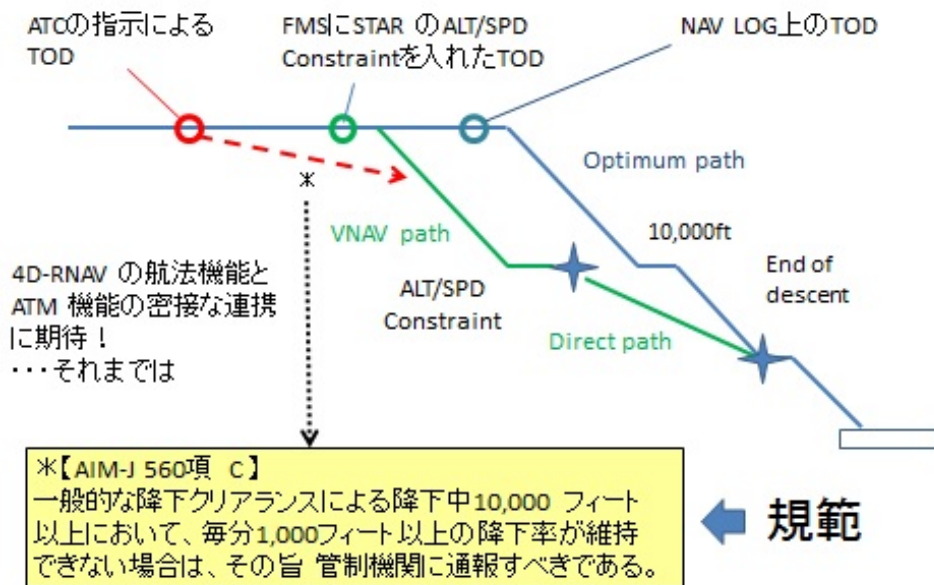 ATCの指示による
TOD
FMSにSTAR のALT/SPD
Constraintを入れたTOD
NAV LOG上のTOD
Optimum path
＊
VNAV path
10,000ft
4D-RNAV の航法機能と
ATM 機能の密接な連携
に期待！
・・・それまでは
ALT/SPD
Constraint
End of
descent
Direct path
＊【AIM-J 560項 C】
一般的な降下クリアランスによる降下中10,000 フィート
以上において、毎分1,000フィート以上の降下率が維持
できない場合は、その旨 管制機関に通報すべきである。
規範